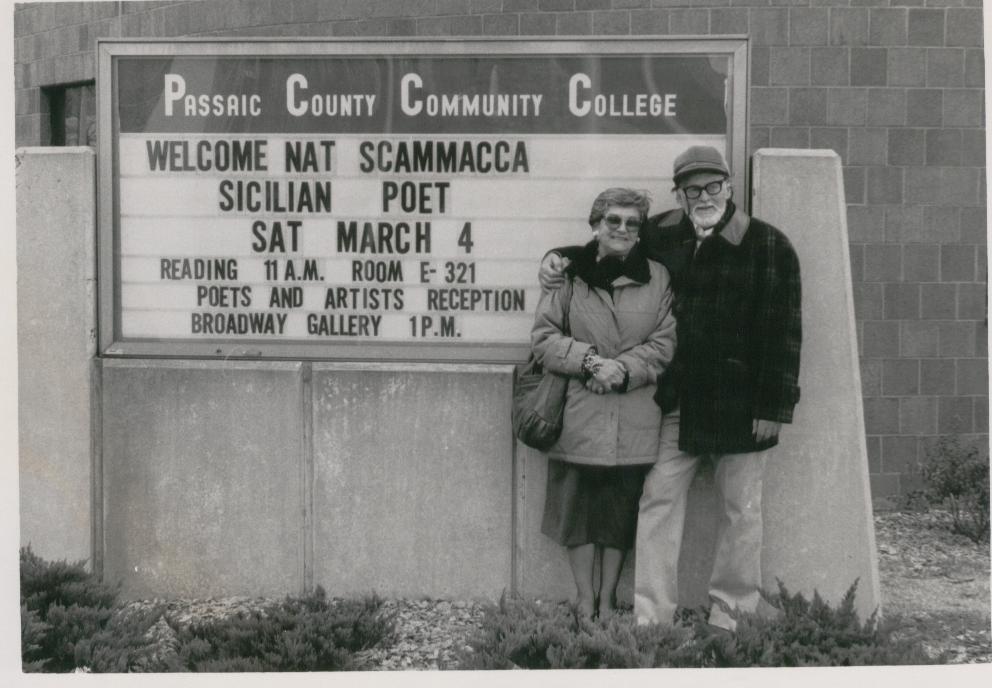 PASSAIC COUNTY COMMUNITY COLLEGE
WELCOME NAT SCAMMACCA
SICILIAN POET
SAT MARCH 4
READING 11 A.M. ROOM E-321
POETS AND ARTISTS RECEPTION
BROADWAY GALLERY 1P.M.